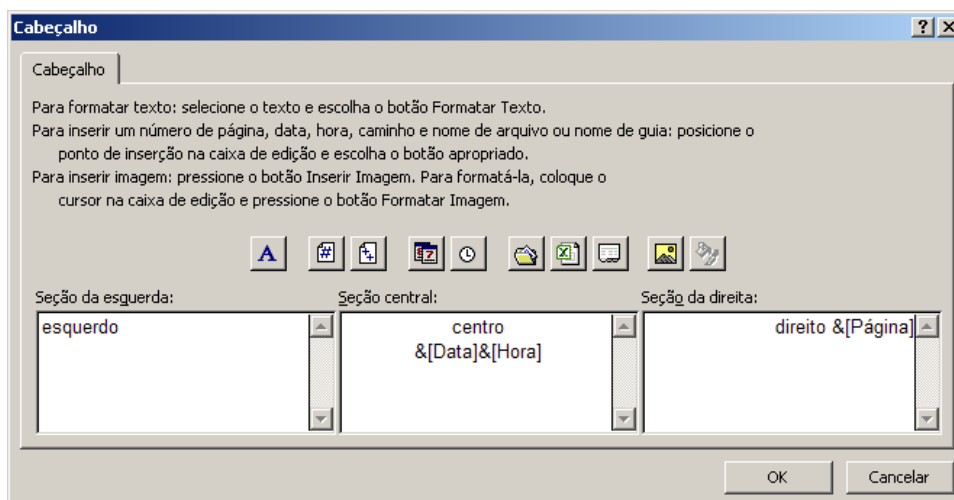 Cabeçalho
Cabeçalho
Para formatar texto: selecione o texto e escolha o botão Formatar Texto.
Para inserir um número de página, data, hora, caminho e nome de arquivo ou nome de guia: posicione o
ponto de inserção na caixa de edição e escolha o botão apropriado.
Para inserir imagem: pressione o botão Inserir Imagem. Para formatá-la, coloque o
cursor na caixa de edição e pressione o botão Formatar Imagem.
Seção da esquerda: Seção central: Seção da direita:
esquerdo centro direito &[Página]
&[Data]&[Hora]
OK Cancelar